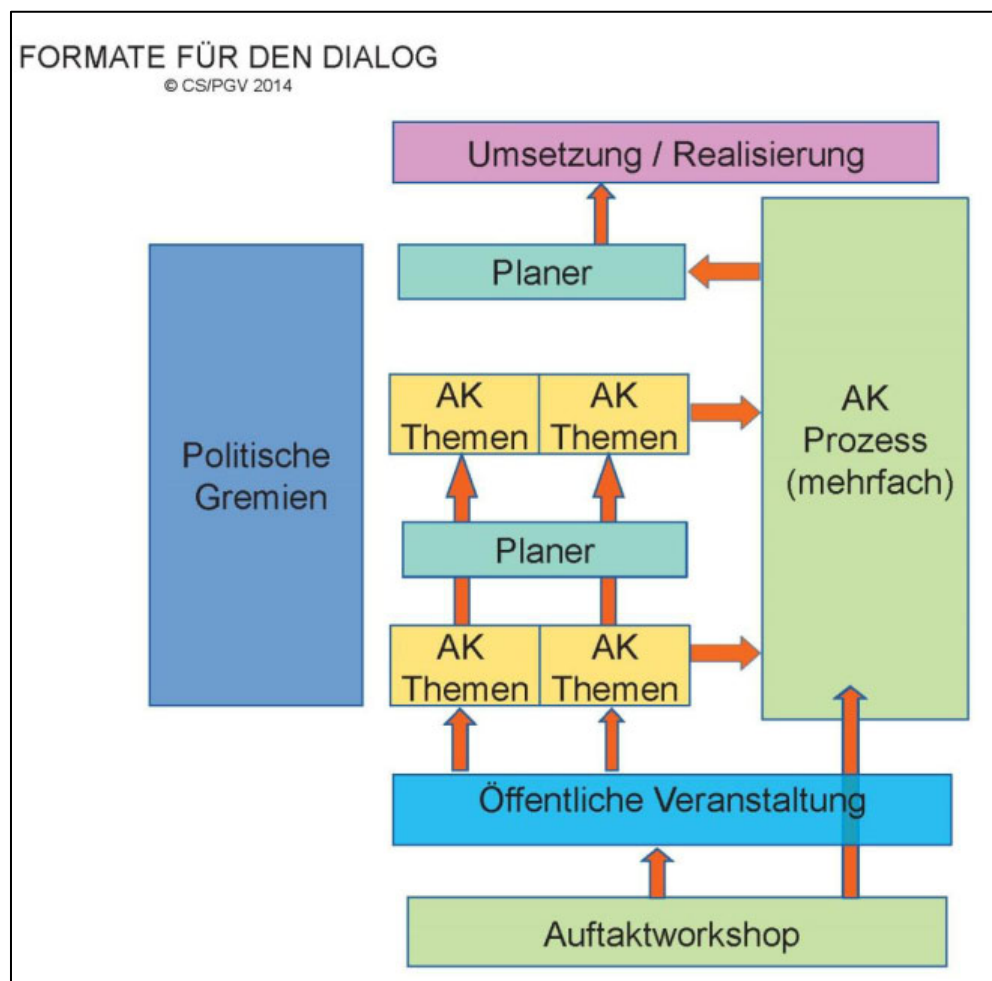 FORMATE FÜR DEN DIALOG
© CS/PGV 2014
Umsetzung / Realisierung
Planer
AK
Themen
AK
Themen
AK
Prozess
(mehrfach)
Politische
Gremien
Planer
AK
Themen
AK
Themen
Öffentliche Veranstaltung
Auftaktworkshop